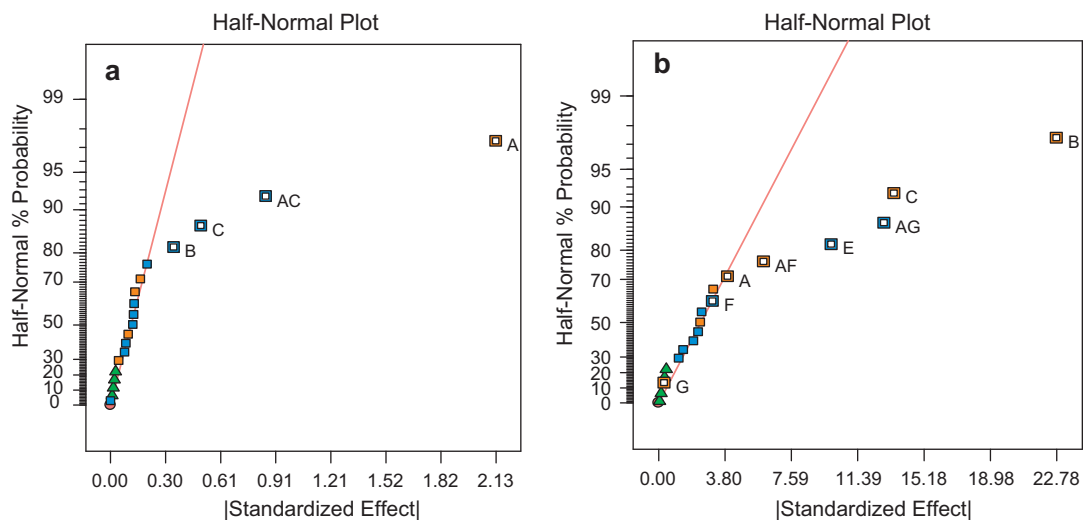 Half-Normal Plot
a
Half-Normal % Probability
99
95
90
80
70
50
30
20
10
0
A
AC
C
B
0.00 0.30 0.61 0.91 1.22 1.52 1.82 2.13
|Standardized Effect|
Half-Normal Plot
b
Half-Normal % Probability
99
95
90
80
70
50
30
20
10
0
B
C
AG
E
AF
A
F
G
0.00 3.80 7.59 11.39 15.18 18.98 22.78
|Standardized Effect|